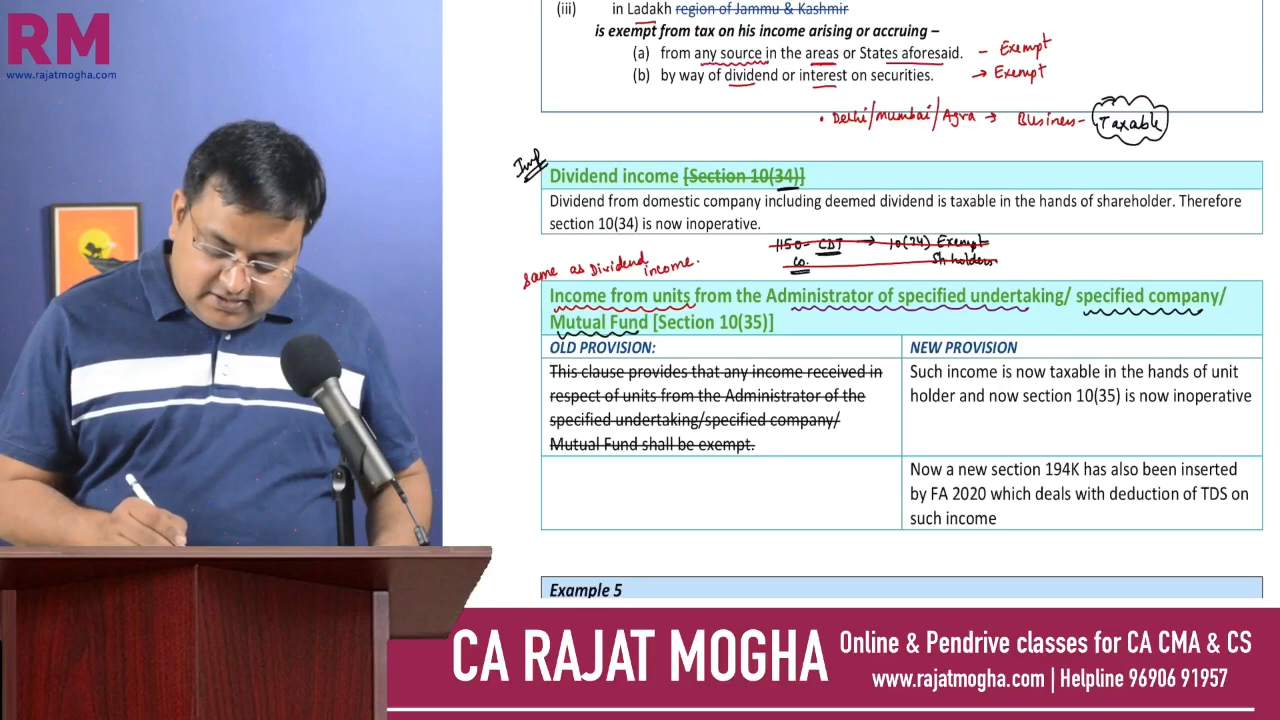 RM
www.rajatmogha.com
(iii) in Ladakh region of Jammu & Kashmir
is exempt from tax on his income arising or accruing –
(a) from any source in the areas or States aforesaid. - Exempt
(b) by way of dividend or interest on securities. → Exempt
• Delhi/Mumbai/Agra → Business- Taxable
Imp
Dividend income [Section 10(34)]
Dividend from domestic company including deemed dividend is taxable in the hands of shareholder. Therefore
section 10(34) is now inoperative.
115O- CDT → 10(34) Exempt
Co. Sh holders
Same as Dividend income.
Income from units from the Administrator of specified undertaking/ specified company/
Mutual Fund [Section 10(35)]
OLD PROVISION: NEW PROVISION
This clause provides that any income received in
respect of units from the Administrator of the
specified undertaking/specified company/
Mutual Fund shall be exempt.
Such income is now taxable in the hands of unit
holder and now section 10(35) is now inoperative
Now a new section 194K has also been inserted
by FA 2020 which deals with deduction of TDS on
such income
Example 5
CA RAJAT MOGHA
Online & Pendrive classes for CA CMA & CS
www.rajatmogha.com | Helpline 96906 91957